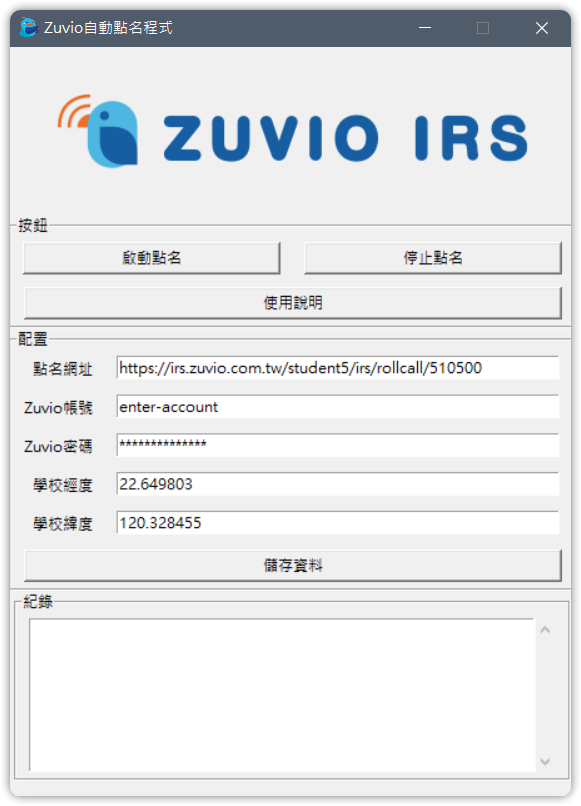 Zuvio自動點名程式
ZUVIO IRS
按鈕
啟動點名
停止點名
使用說明
配置
點名網址 https://irs.zuvio.com.tw/student5/irs/rollcall/510500
Zuvio帳號 enter-account
Zuvio密碼 **************
學校經度 22.649803
學校緯度 120.328455
儲存資料
紀錄